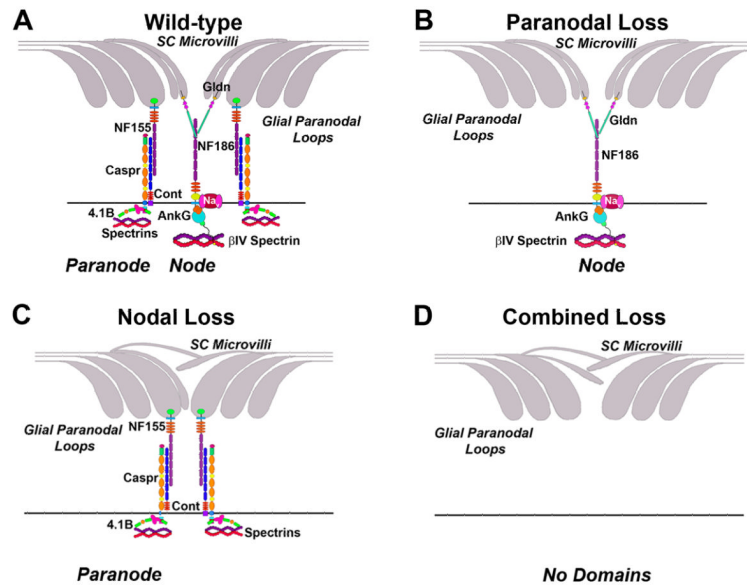 A
Wild-type
SC Microvilli
Gldn
NF155
Glial Paranodal
Loops
NF186
Caspr
Cont
Na
4.1B
AnkG
Spectrins
βIV Spectrin
Paranode
Node
B
Paranodal Loss
SC Microvilli
Glial Paranodal
Loops
Gldn
NF186
Na
AnkG
βIV Spectrin
Node
C
Nodal Loss
SC Microvilli
Glial Paranodal
Loops
NF155
Caspr
Cont
4.1B
Spectrins
Paranode
D
Combined Loss
SC Microvilli
Glial Paranodal
Loops
No Domains